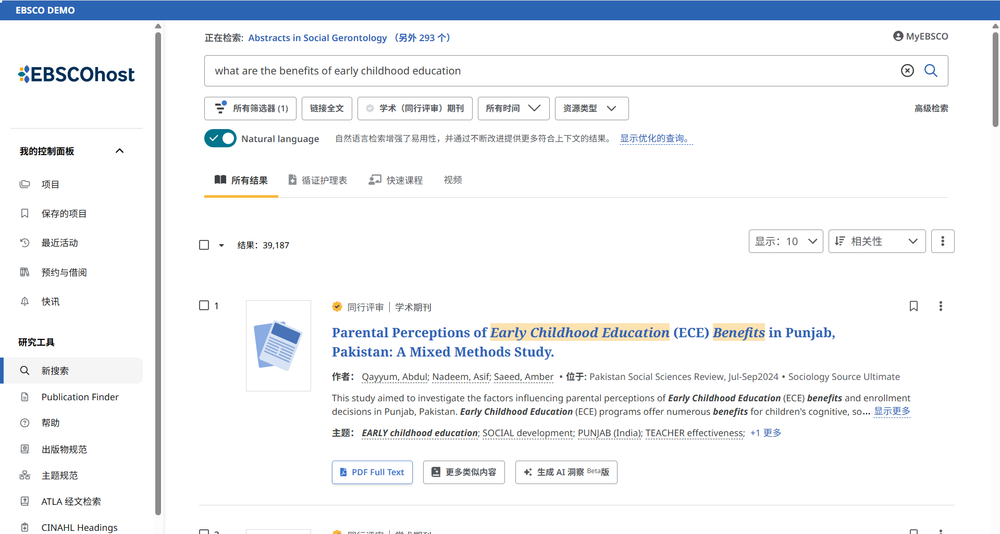 EBSCO DEMO
EBSCOhost
我的控制面板
项目
保存的项目
最近活动
预约与借阅
快讯
研究工具
新搜索
Publication Finder
帮助
出版物规范
主题规范
ATLA 经文检索
CINAHL Headings
正在检索: Abstracts in Social Gerontology （另外 293 个）
MyEBSCO
what are the benefits of early childhood education
所有筛选器 (1)
链接全文
学术（同行评审）期刊
所有时间
资源类型
高级检索
Natural language
自然语言检索增强了易用性，并通过不断改进提供更多符合上下文的结果。 显示优化的查询。
所有结果
循证护理表
快速课程
视频
结果：39,187
显示：10
相关性
1
同行评审 | 学术期刊
Parental Perceptions of Early Childhood Education (ECE) Benefits in Punjab,
Pakistan: A Mixed Methods Study.
作者： Qayyum, Abdul; Nadeem, Asif; Saeed, Amber • 位于: Pakistan Social Sciences Review, Jul-Sep2024 • Sociology Source Ultimate
This study aimed to investigate the factors influencing parental perceptions of Early Childhood Education (ECE) benefits and enrollment
decisions in Punjab, Pakistan. Early Childhood Education (ECE) programs offer numerous benefits for children's cognitive, so... 显示更多
主题： EARLY childhood education; SOCIAL development; PUNJAB (India); TEACHER effectiveness; +1 更多
PDF Full Text
更多类似内容
生成 AI 洞察 Beta版
2
同行评审 | 学术期刊